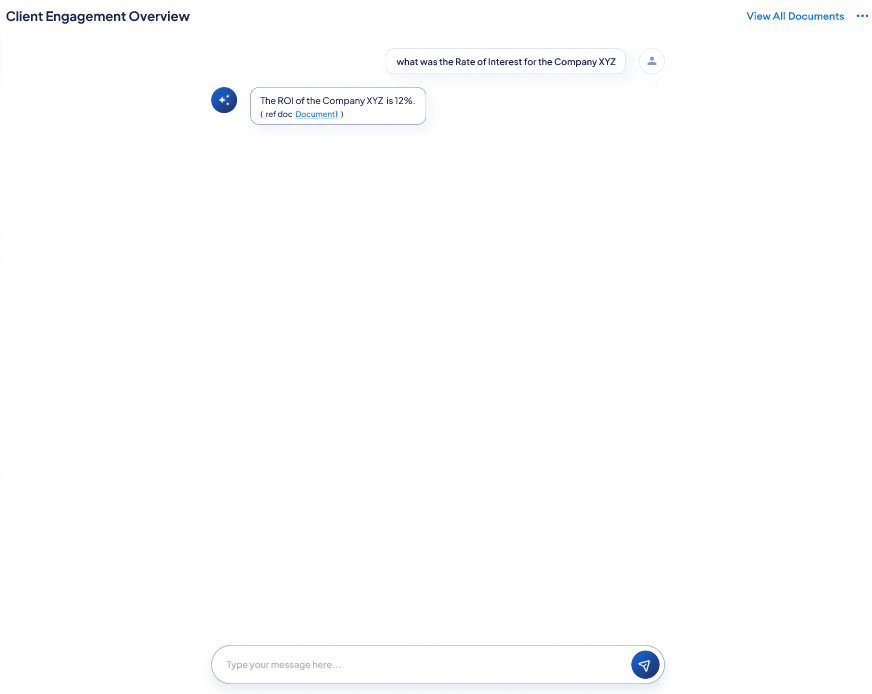 Client Engagement Overview
View All Documents
what was the Rate of Interest for the Company XYZ
The ROI of the Company XYZ is 12%.
( ref doc Document1 )
Type your message here...